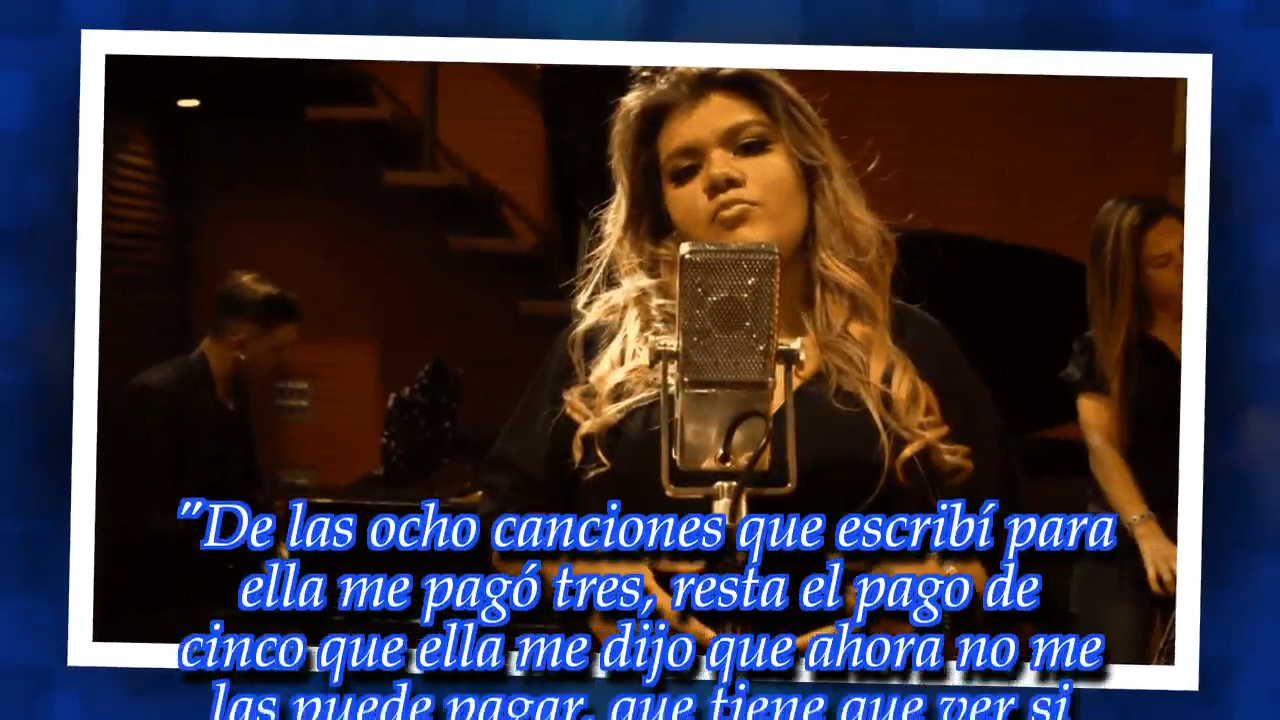 "De las ocho canciones que escribí para
ella me pagó tres, resta el pago de
cinco que ella me dijo que ahora no me
las puede pagar, que tiene que ver si